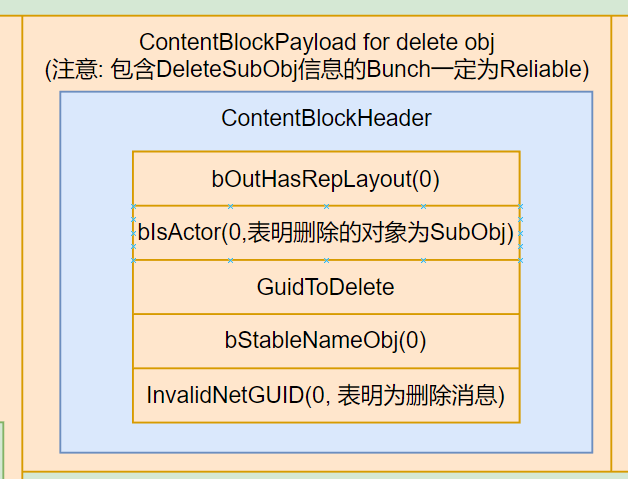 ContentBlockPayload for delete obj
(注意: 包含DeleteSubObj信息的Bunch一定为Reliable)
ContentBlockHeader
bOutHasRepLayout(0)
bIsActor(0,表明删除的对象为SubObj)
GuidToDelete
bStableNameObj(0)
InvalidNetGUID(0, 表明为删除消息)